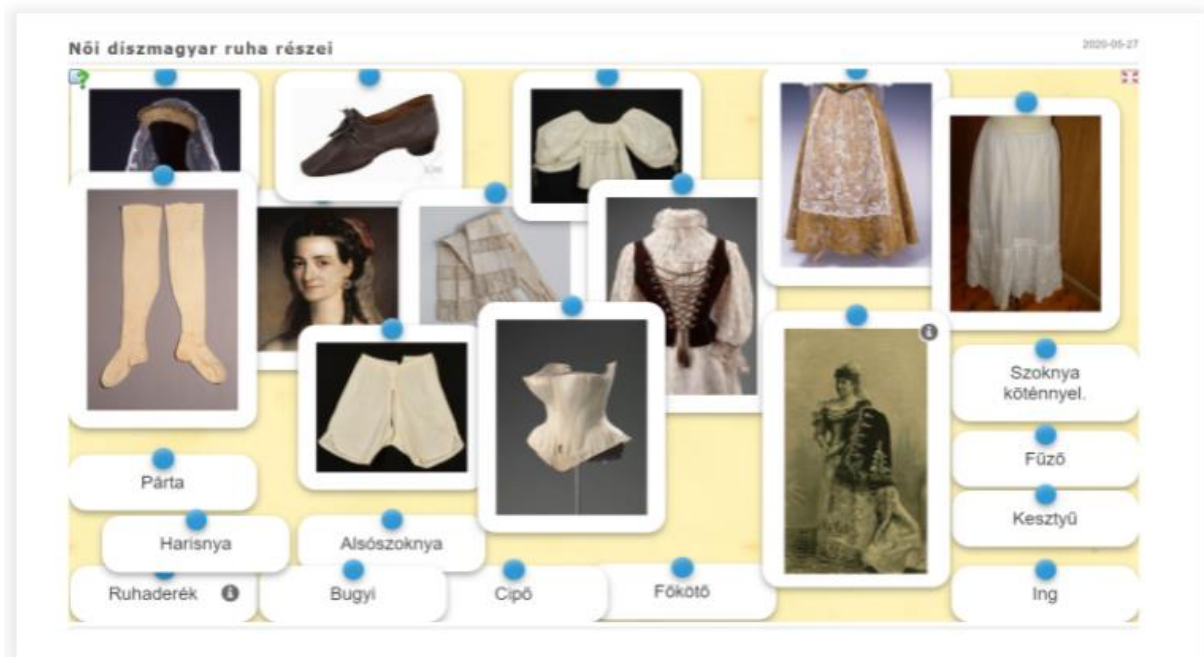 Női díszmagyar ruha részei
2020-05-27
Szoknya
köténnyel.
Fűző
Kesztyű
Párta
Harisnya
Alsószoknya
Ruhaderék
Bugyi
Cipő
Főkötő
Ing